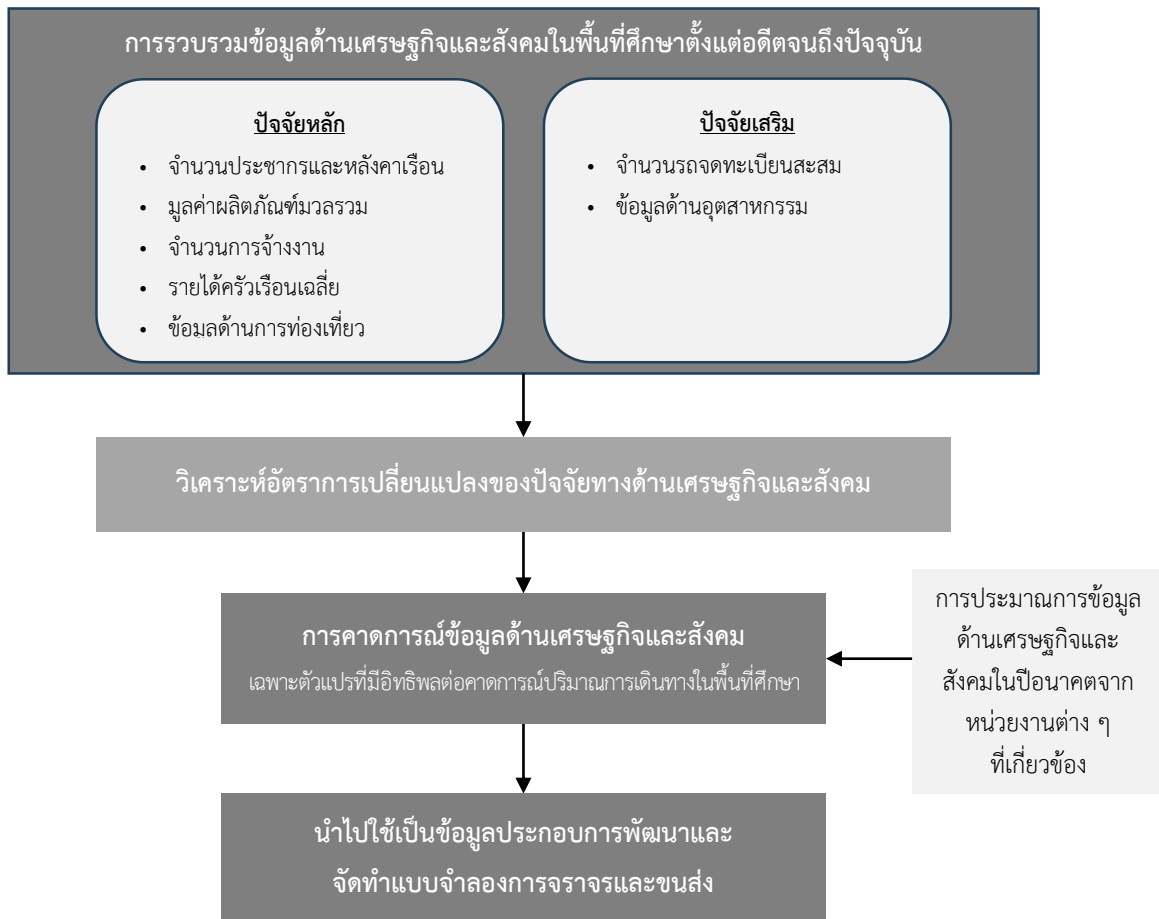 การรวบรวมข้อมูลด้านเศรษฐกิจและสังคมในพื้นที่ศึกษาตั้งแต่อดีตจนถึงปัจจุบัน
ปัจจัยหลัก
• จำนวนประชากรและหลังคาเรือน
• มูลค่าผลิตภัณฑ์มวลรวม
• จำนวนการจ้างงาน
• รายได้ครัวเรือนเฉลี่ย
• ข้อมูลด้านการท่องเที่ยว
ปัจจัยเสริม
• จำนวนรถจดทะเบียนสะสม
• ข้อมูลด้านอุตสาหกรรม
วิเคราะห์อัตราการเปลี่ยนแปลงของปัจจัยทางด้านเศรษฐกิจและสังคม
การคาดการณ์ข้อมูลด้านเศรษฐกิจและสังคม
เฉพาะตัวแปรที่มีอิทธิพลต่อคาดการณ์ปริมาณการเดินทางในพื้นที่ศึกษา
การประมาณการข้อมูล
ด้านเศรษฐกิจและ
สังคมในปีอนาคตจาก
หน่วยงานต่าง ๆ
ที่เกี่ยวข้อง
นำไปใช้เป็นข้อมูลประกอบการพัฒนาและ
จัดทำแบบจำลองการจราจรและขนส่ง